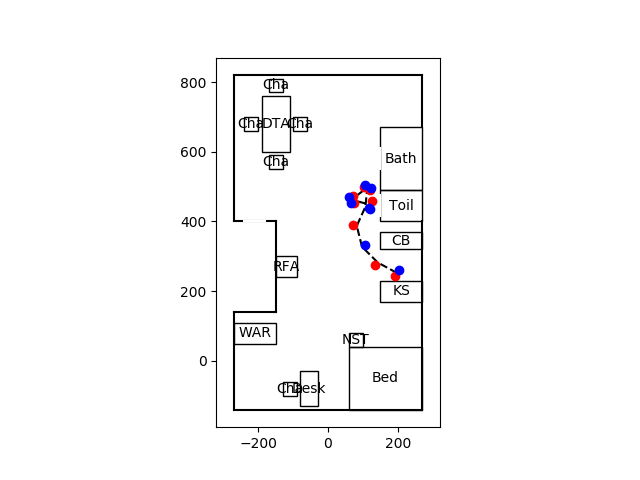 800
600
400
200
0
−200
0
200
Cha
Cha
DTA
Cha
Cha
Bath
Toil
CB
RFA
KS
WAR
NST
Bed
Cha
Desk